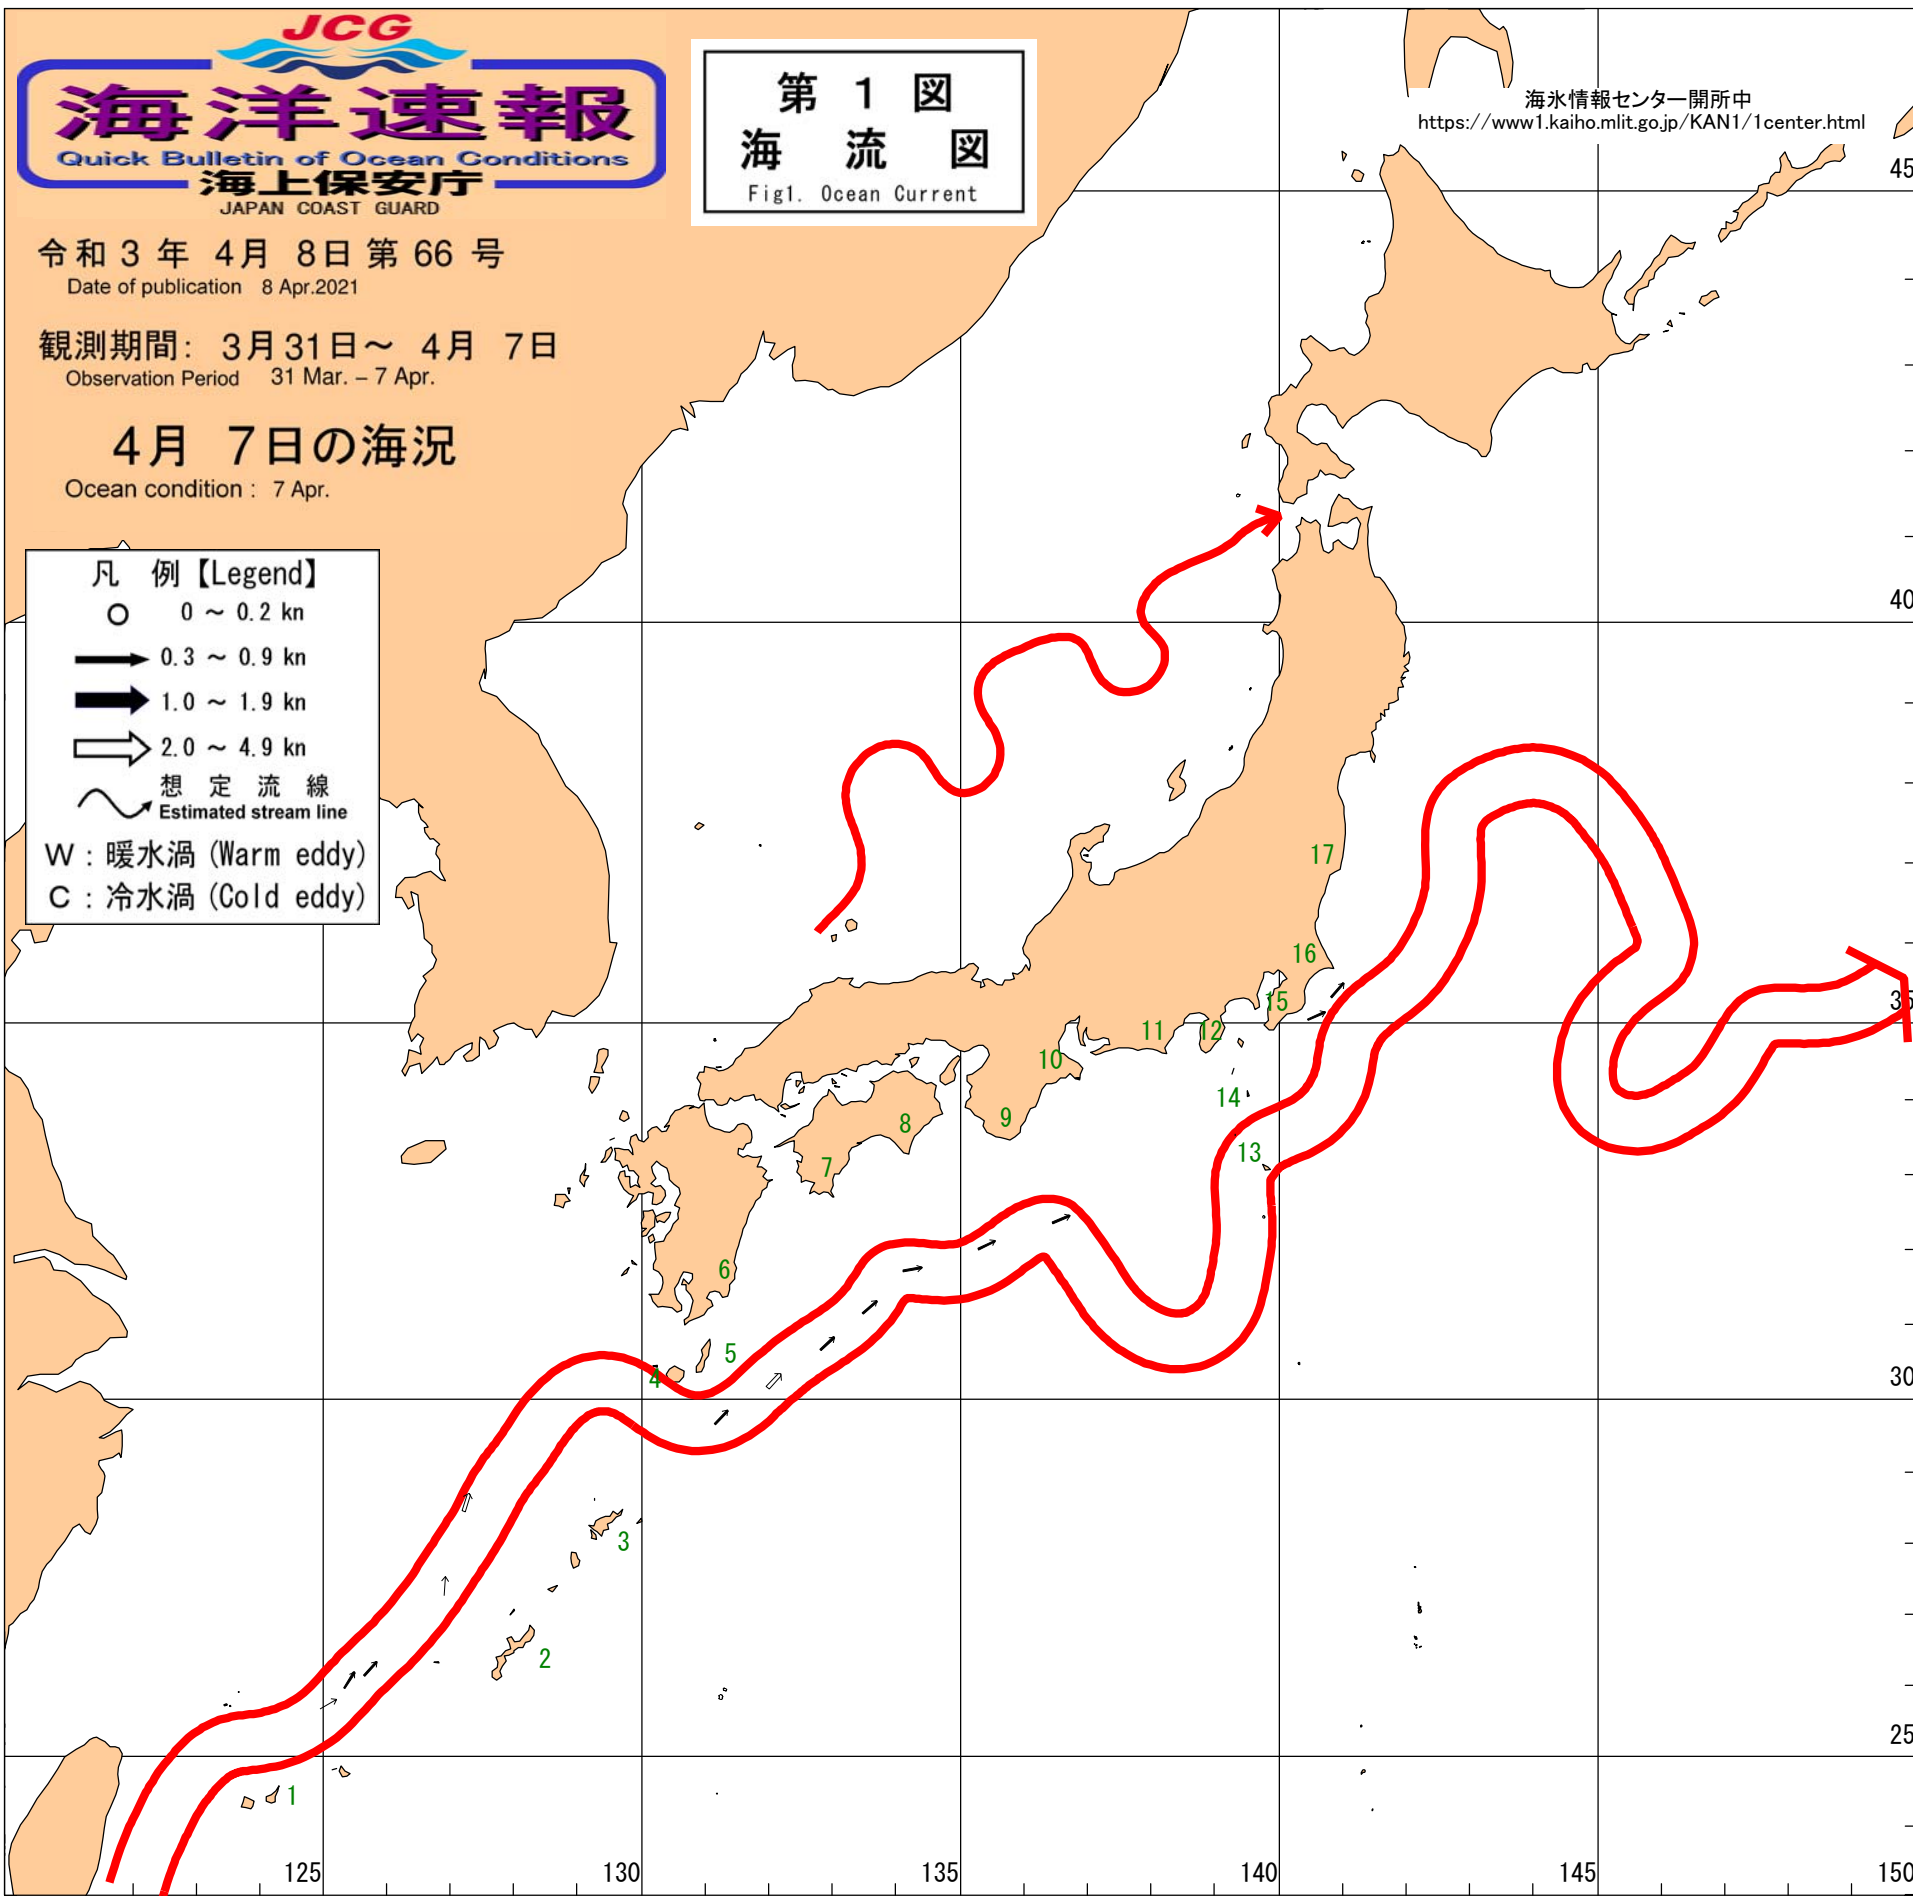 JCG
海洋速報
Quick Bulletin of Ocean Conditions
海上保安庁
JAPAN COAST GUARD
第 1 図
海 流 図
Fig1. Ocean Current
海氷情報センター開所中
https://www1.kaiho.mlit.go.jp/KAN1/1center.html
令和 3 年 4月 8日 第 66 号
Date of publication 8 Apr.2021
観測期間: 3月31日～ 4月 7日
Observation Period 31 Mar. – 7 Apr.
4月 7日の海況
Ocean condition : 7 Apr.
凡 例【Legend】
0 ～ 0.2 kn
0.3 ～ 0.9 kn
1.0 ～ 1.9 kn
2.0 ～ 4.9 kn
想 定 流 線
Estimated stream line
W : 暖水渦 (Warm eddy)
C : 冷水渦 (Cold eddy)
45
40
35
30
25
17
16
15
12
11
10
14
13
9
8
7
6
5
4
3
2
1
125
130
135
140
145
150